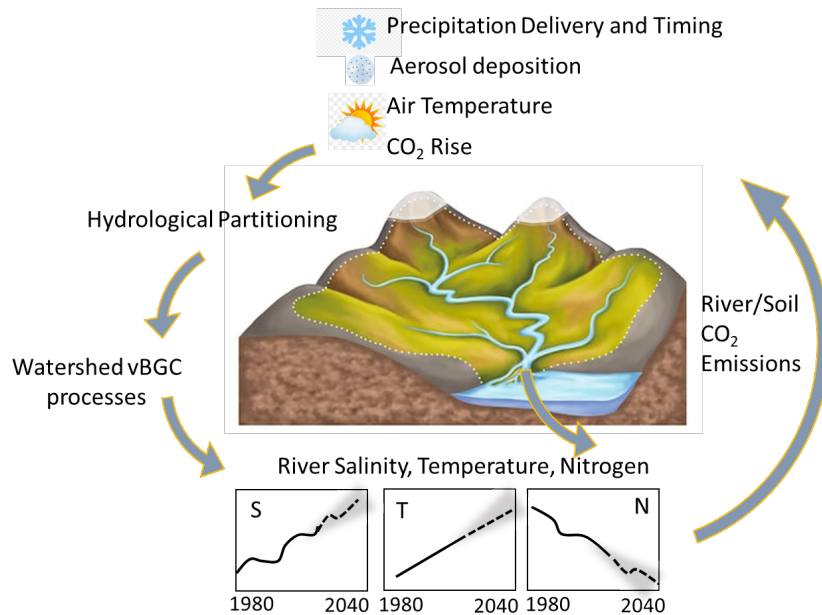 Precipitation Delivery and Timing
Aerosol deposition
Air Temperature
CO₂ Rise
Hydrological Partitioning
Watershed vBGC
processes
River/Soil
CO₂
Emissions
River Salinity, Temperature, Nitrogen
S
T
N
1980 2040
1980 2040
1980 2040